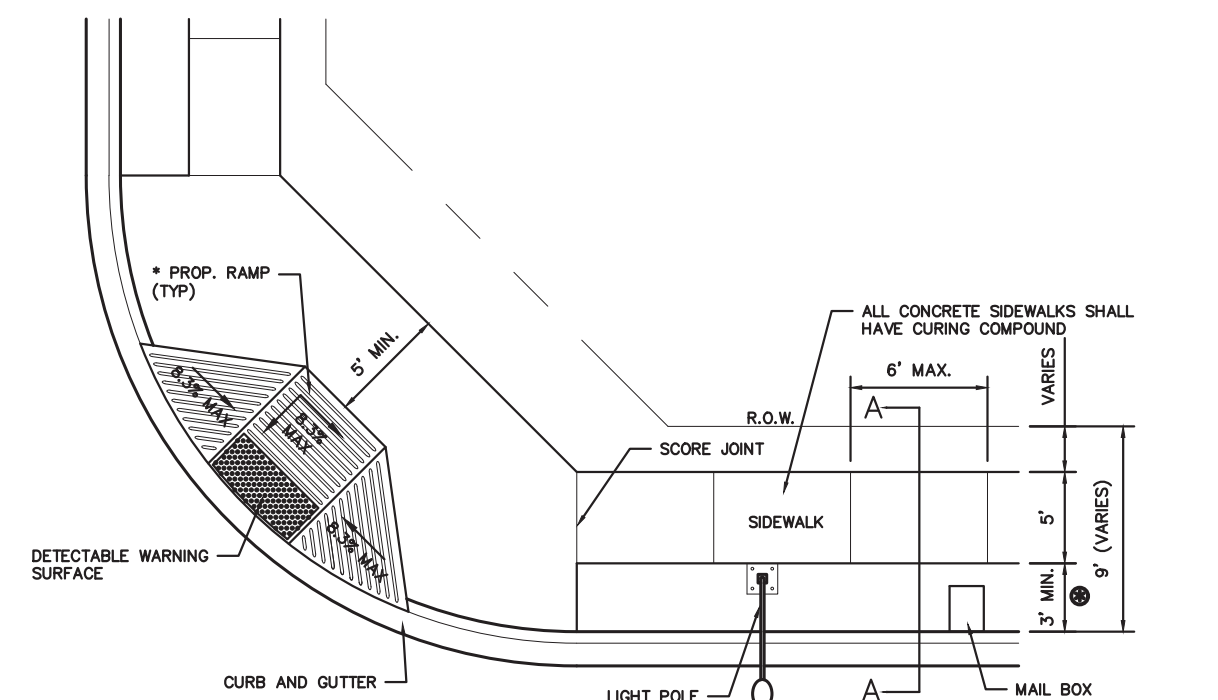 * PROP. RAMP
(TYP)
5' MIN.
8.3% MAX
8.3%
MAX
8.3% MAX
DETECTABLE WARNING
SURFACE
CURB AND GUTTER
ALL CONCRETE SIDEWALKS SHALL
HAVE CURING COMPOUND
VARIES
6' MAX.
A
R.O.W.
SCORE JOINT
SIDEWALK
5'
9' (VARIES)
3' MIN.
LIGHT POLE
A
MAIL BOX